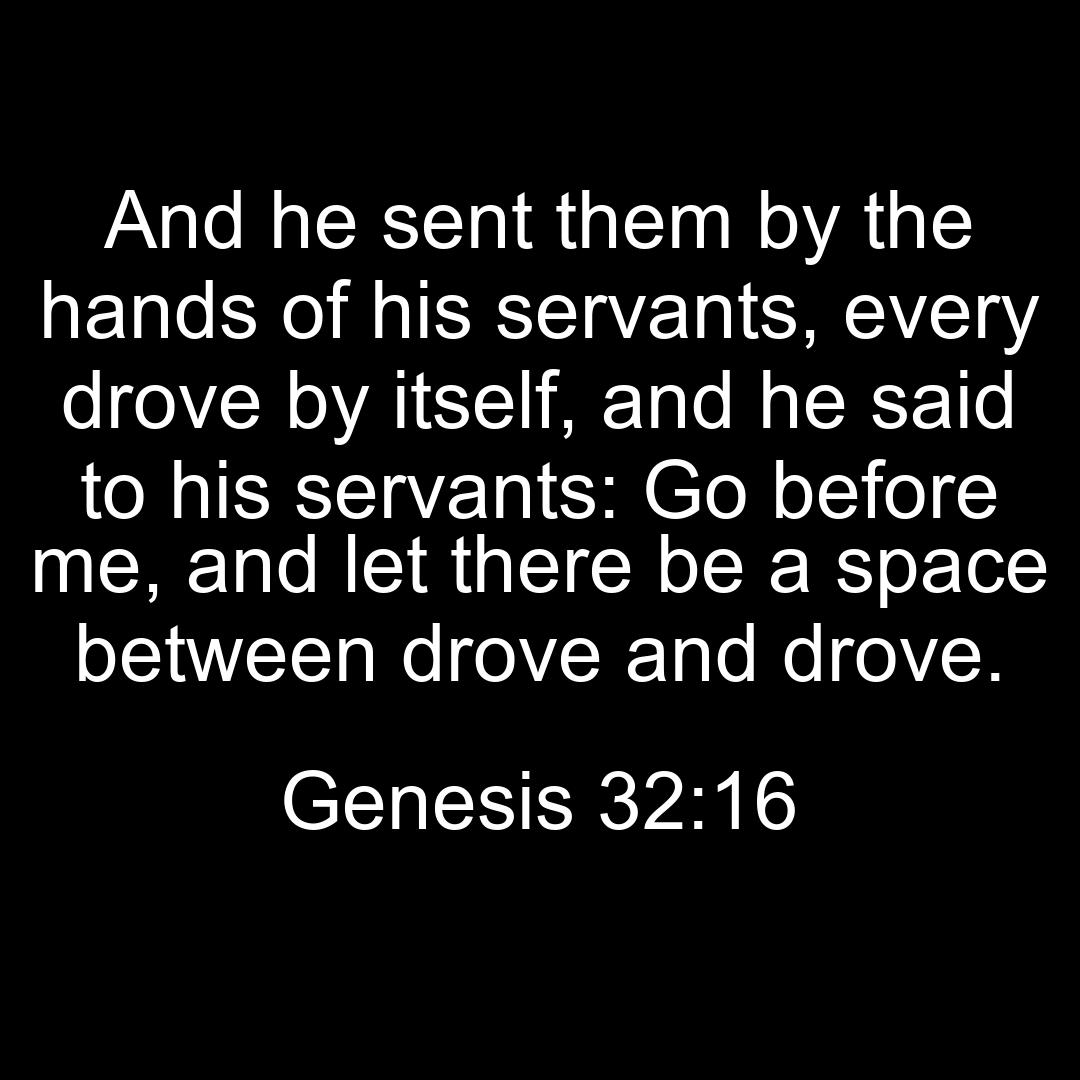 And he sent them by the
hands of his servants, every
drove by itself, and he said
to his servants: Go before
me, and let there be a space
between drove and drove.
Genesis 32:16